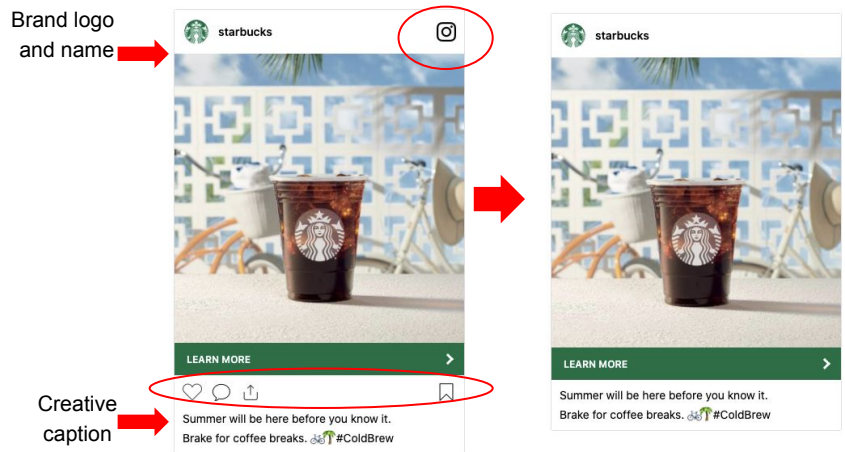 Brand logo
and name
starbucks
LEARN MORE
Creative
caption
Summer will be here before you know it.
Brake for coffee breaks. 🚲🌴#ColdBrew
starbucks
LEARN MORE
Summer will be here before you know it.
Brake for coffee breaks. 🚲🌴#ColdBrew